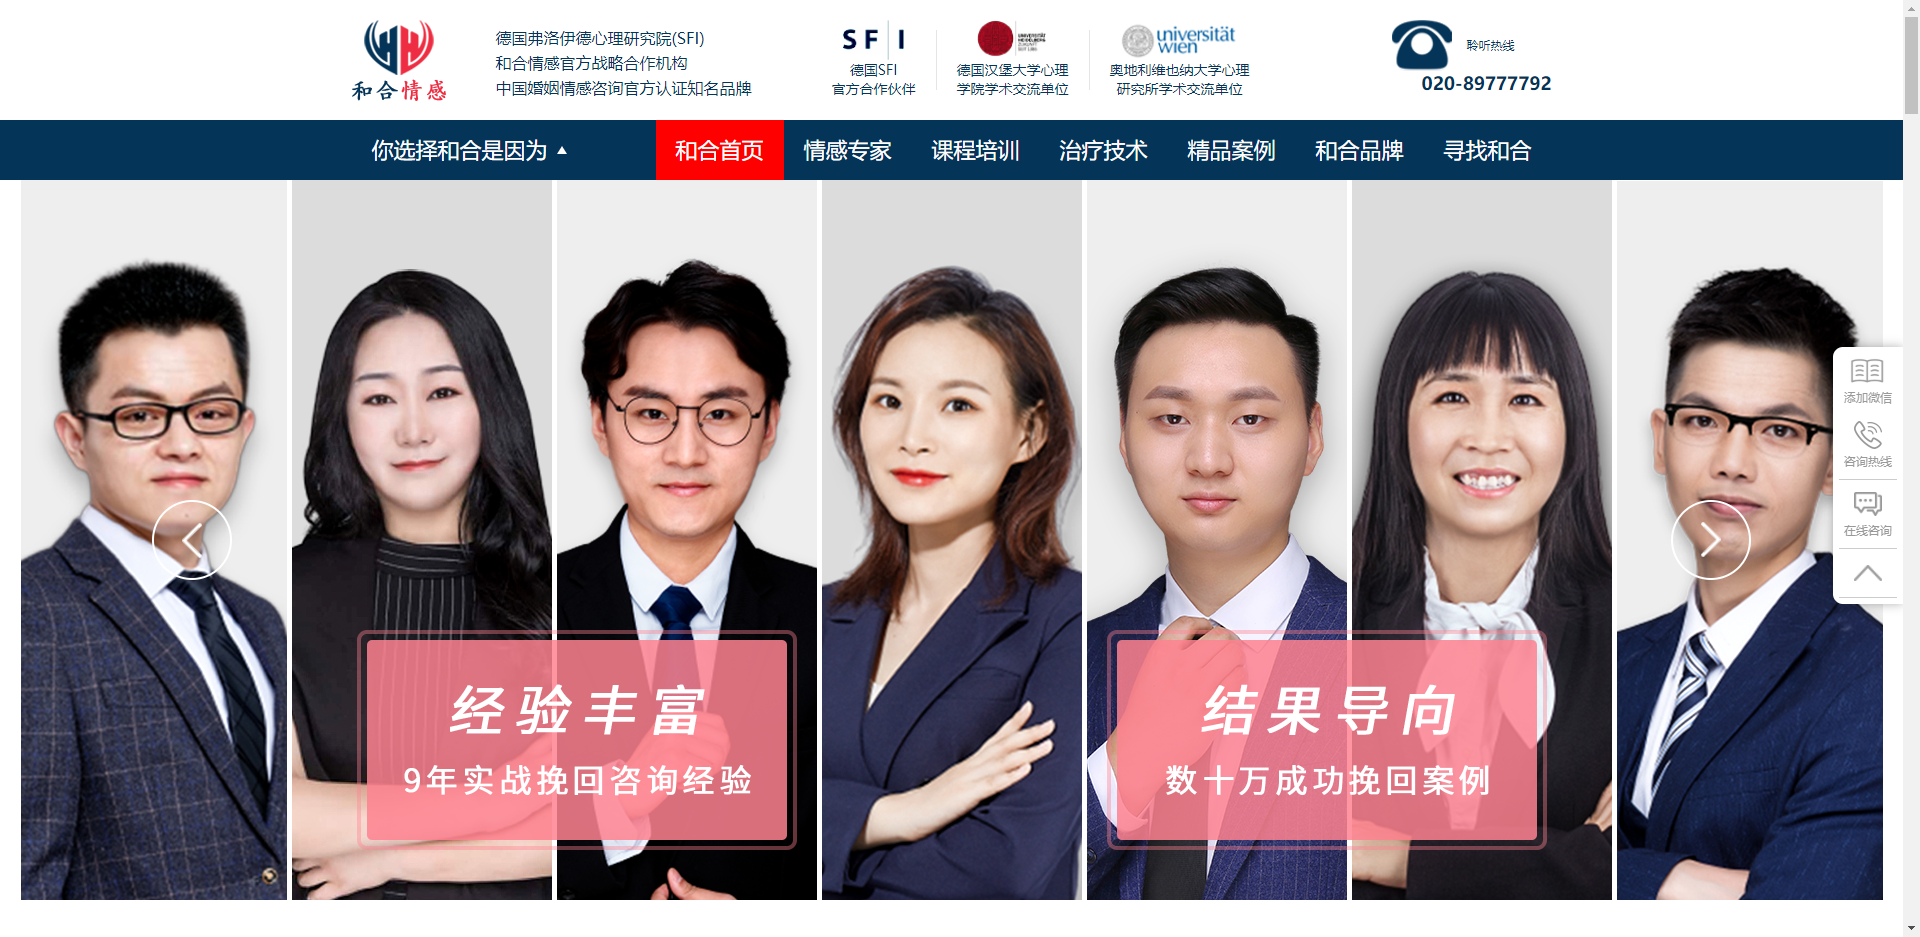 和合情感
德国弗洛伊德心理研究院(SFI)
和合情感官方战略合作机构
中国婚姻情感咨询官方认证知名品牌
SFI
德国SFI
官方合作伙伴
UNIVERSITÄT
HEIDELBERG
ZUKUNFT
SEIT 1386
德国汉堡大学心理
学院学术交流单位
universität
wien
奥地利维也纳大学心理
研究所学术交流单位
聆听热线
020-89777792
你选择和合是因为 ▲
和合首页
情感专家
课程培训
治疗技术
精品案例
和合品牌
寻找和合
添加微信
咨询热线
在线咨询
经验丰富
9年实战挽回咨询经验
结果导向
数十万成功挽回案例